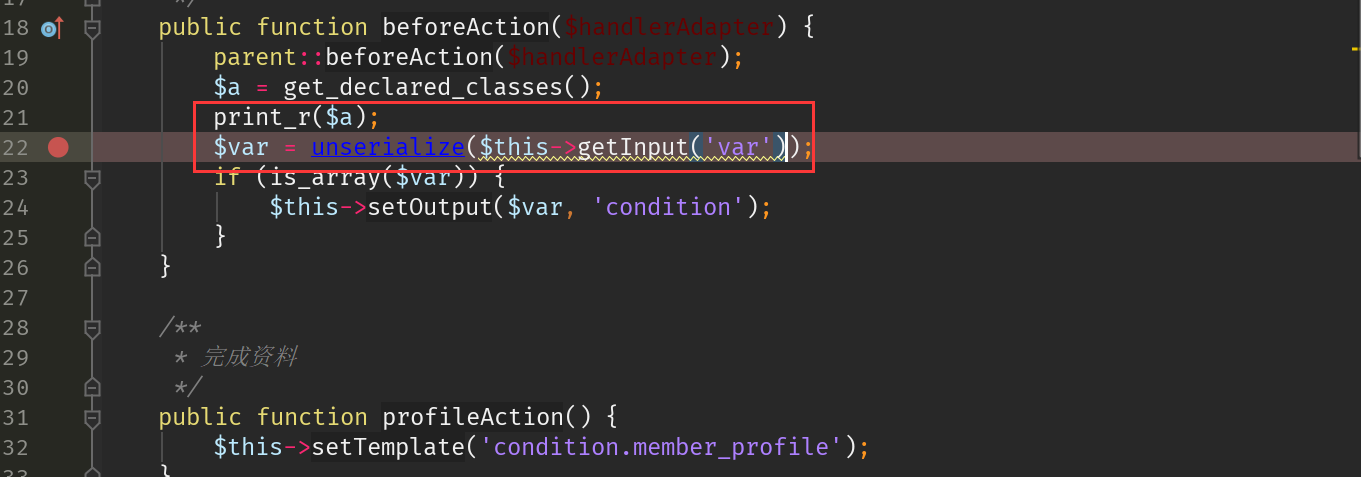 17 */
18 public function beforeAction($handlerAdapter) {
19 parent::beforeAction($handlerAdapter);
20 $a = get_declared_classes();
21 print_r($a);
22 $var = unserialize($this->getInput('var'));
23 if (is_array($var)) {
24 $this->setOutput($var, 'condition');
25 }
26 }
27
28 /**
29 * 完成资料
30 */
31 public function profileAction() {
32 $this->setTemplate('condition.member_profile');
33 }